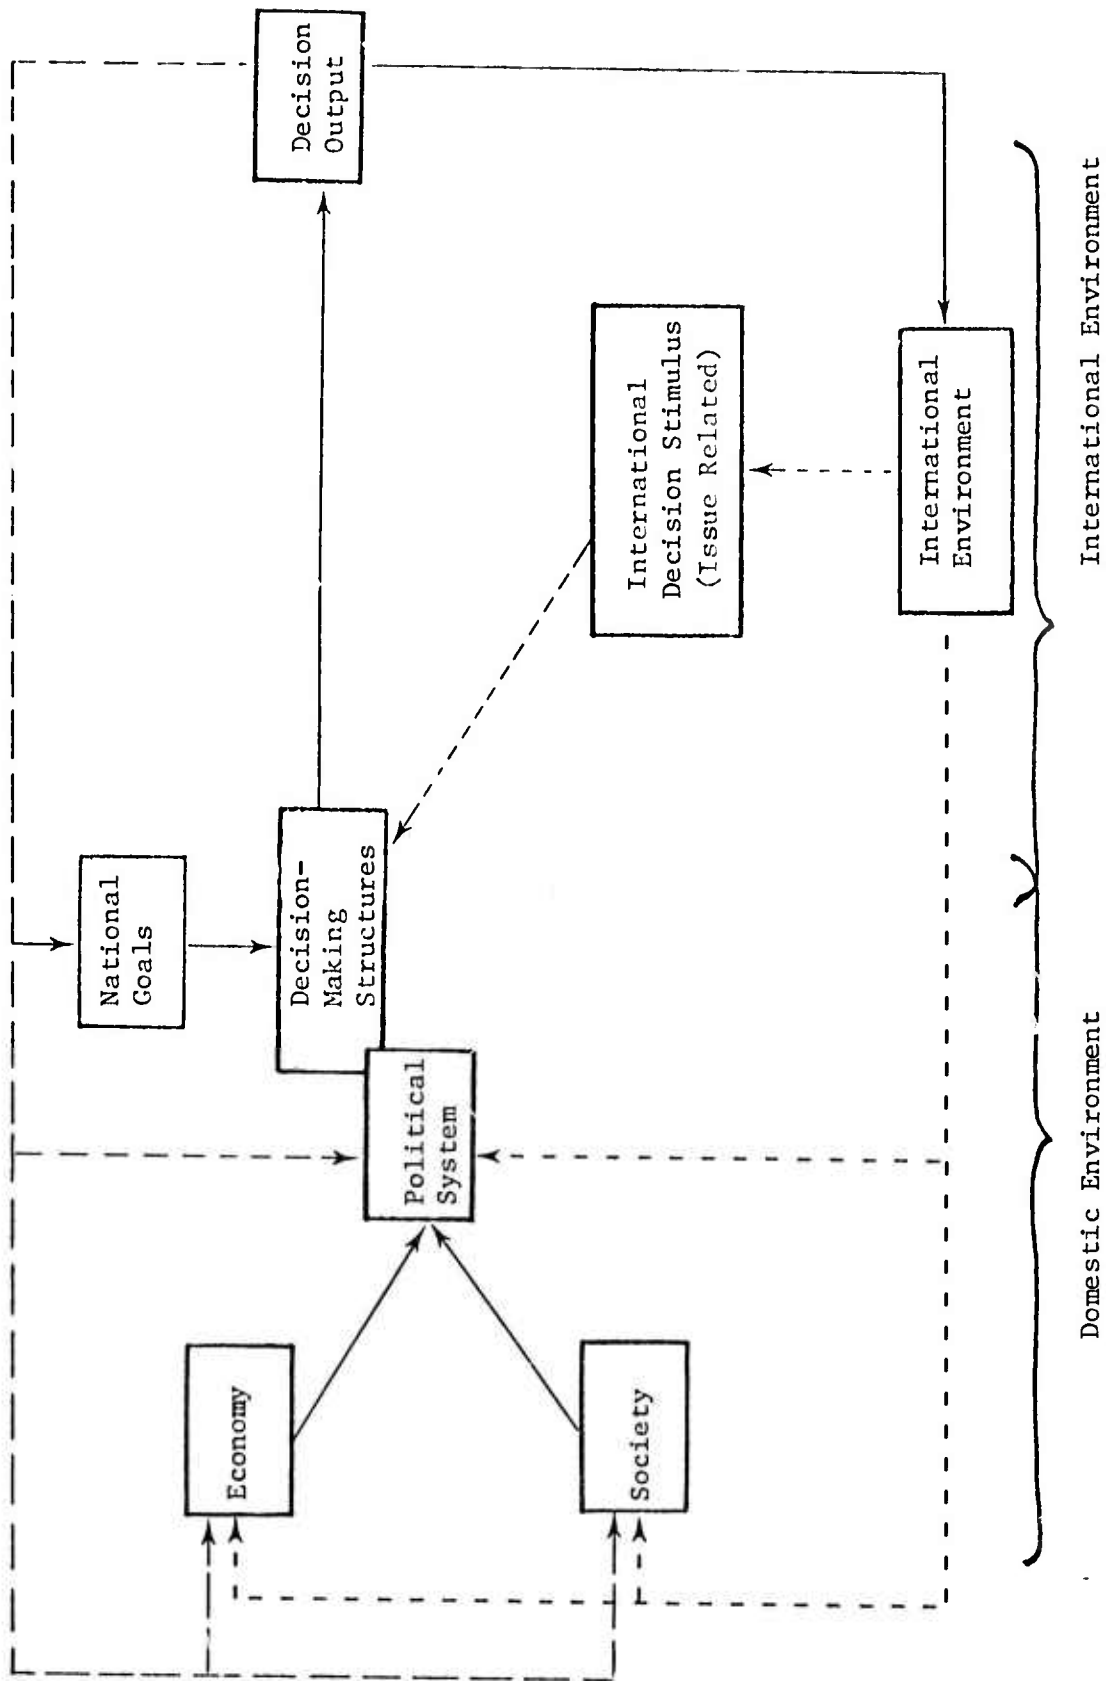 National
Goals
Economy
Decision-
Making
Structures
Decision
Output
Political
System
Society
International
Decision Stimulus
(Issue Related)
International
Environment
Domestic Environment
International Environment